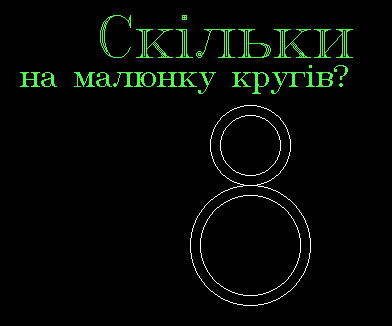 Скільки
на малюнку кругів?